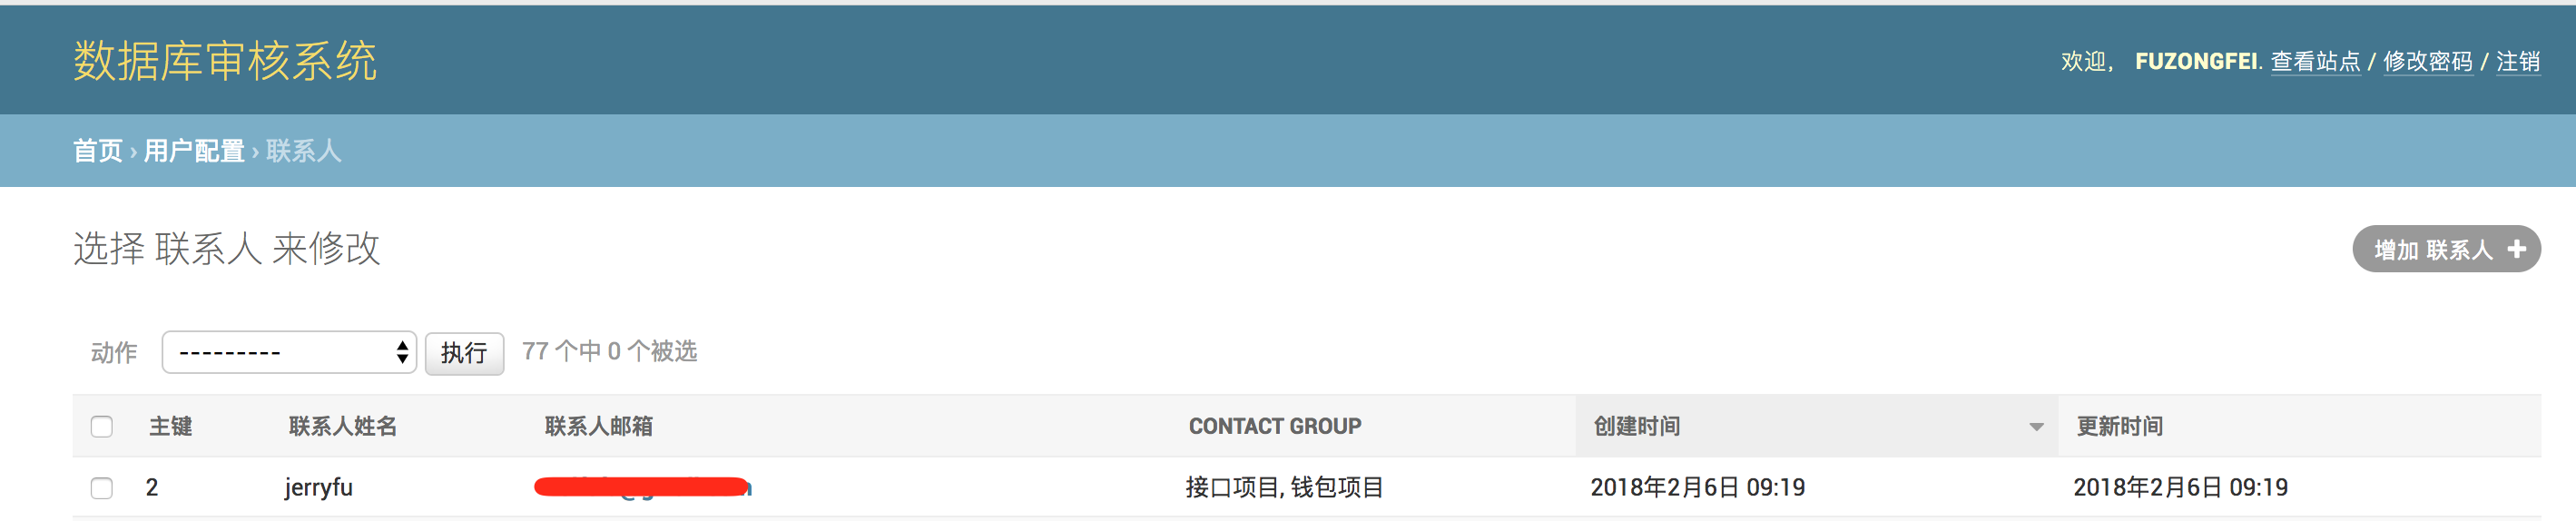 数据库审核系统
欢迎， FUZONGFEI. 查看站点 / 修改密码 / 注销
首页 › 用户配置 › 联系人
选择 联系人 来修改
增加 联系人 +
动作 --------- 执行 77 个中 0 个被选
主键 联系人姓名 联系人邮箱 CONTACT GROUP 创建时间 更新时间
2 jerryfu 接口项目, 钱包项目 2018年2月6日 09:19 2018年2月6日 09:19